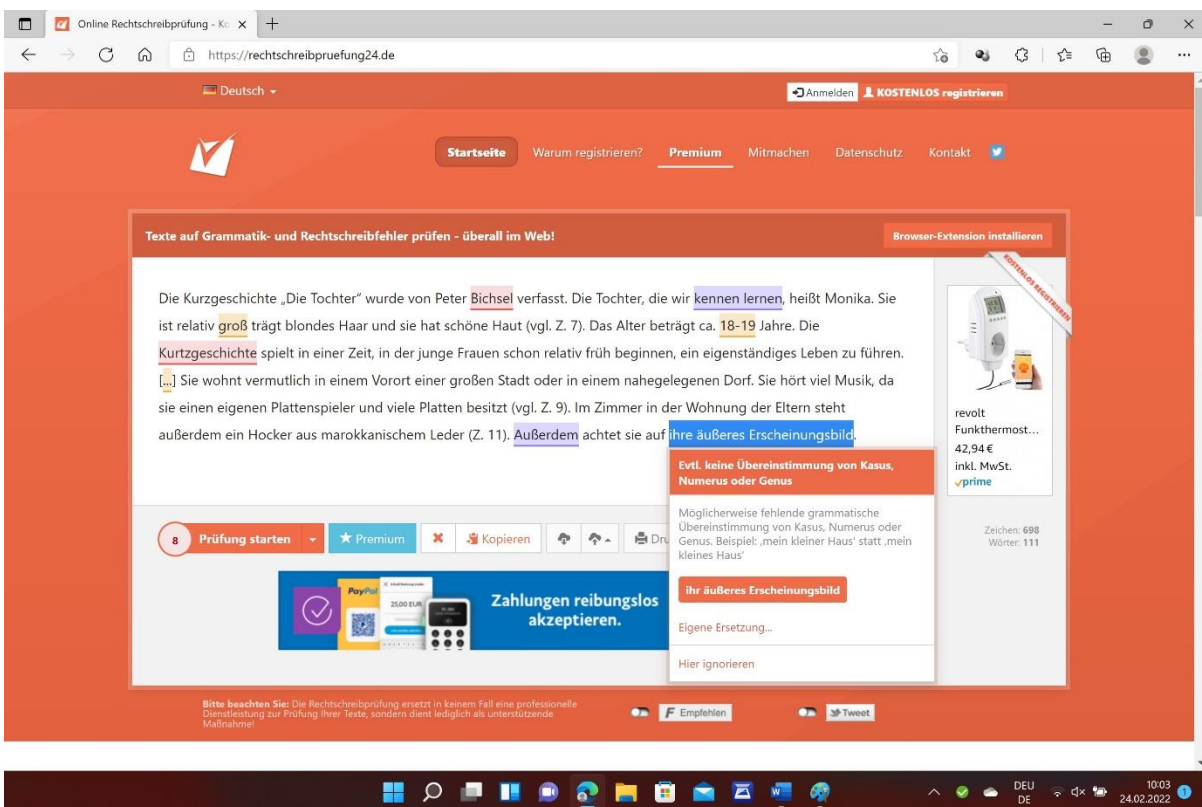 Online Rechtschreibprüfung - Ko
https://rechtschreibpruefung24.de
Deutsch
Anmelden
KOSTENLOS registrieren
Startseite Warum registrieren? Premium Mitmachen Datenschutz Kontakt
Texte auf Grammatik- und Rechtschreibfehler prüfen - überall im Web!
Browser-Extension installieren
KOSTENLOS REGISTRIEREN
Die Kurzgeschichte „Die Tochter“ wurde von Peter Bichsel verfasst. Die Tochter, die wir kennen lernen, heißt Monika. Sie
ist relativ groß trägt blondes Haar und sie hat schöne Haut (vgl. Z. 7). Das Alter beträgt ca. 18-19 Jahre. Die
Kurtzgeschichte spielt in einer Zeit, in der junge Frauen schon relativ früh beginnen, ein eigenständiges Leben zu führen.
[...] Sie wohnt vermutlich in einem Vorort einer großen Stadt oder in einem nahegelegenen Dorf. Sie hört viel Musik, da
sie einen eigenen Plattenspieler und viele Platten besitzt (vgl. Z. 9). Im Zimmer in der Wohnung der Eltern steht
außerdem ein Hocker aus marokkanischem Leder (Z. 11). Außerdem achtet sie auf ihre äußeres Erscheinungsbild.
revolt
Funkthermost...
42,94 €
inkl. MwSt.
prime
Evtl. keine Übereinstimmung von Kasus,
Numerus oder Genus
Möglicherweise fehlende grammatische
Übereinstimmung von Kasus, Numerus oder
Genus. Beispiel: ‚mein kleiner Haus‘ statt ‚mein
kleines Haus‘
ihr äußeres Erscheinungsbild
Eigene Ersetzung...
Hier ignorieren
8 Prüfung starten Premium Kopieren Dru
Zeichen: 698
Wörter: 111
PayPal
25,00 EUR
Zahlungen reibungslos
akzeptieren.
Bitte beachten Sie: Die Rechtschreibprüfung ersetzt in keinem Fall eine professionelle
Dienstleistung zur Prüfung Ihrer Texte, sondern dient lediglich als unterstützende
Maßnahme!
Empfehlen
Tweet
DEU
DE
10:03
24.02.2022
1